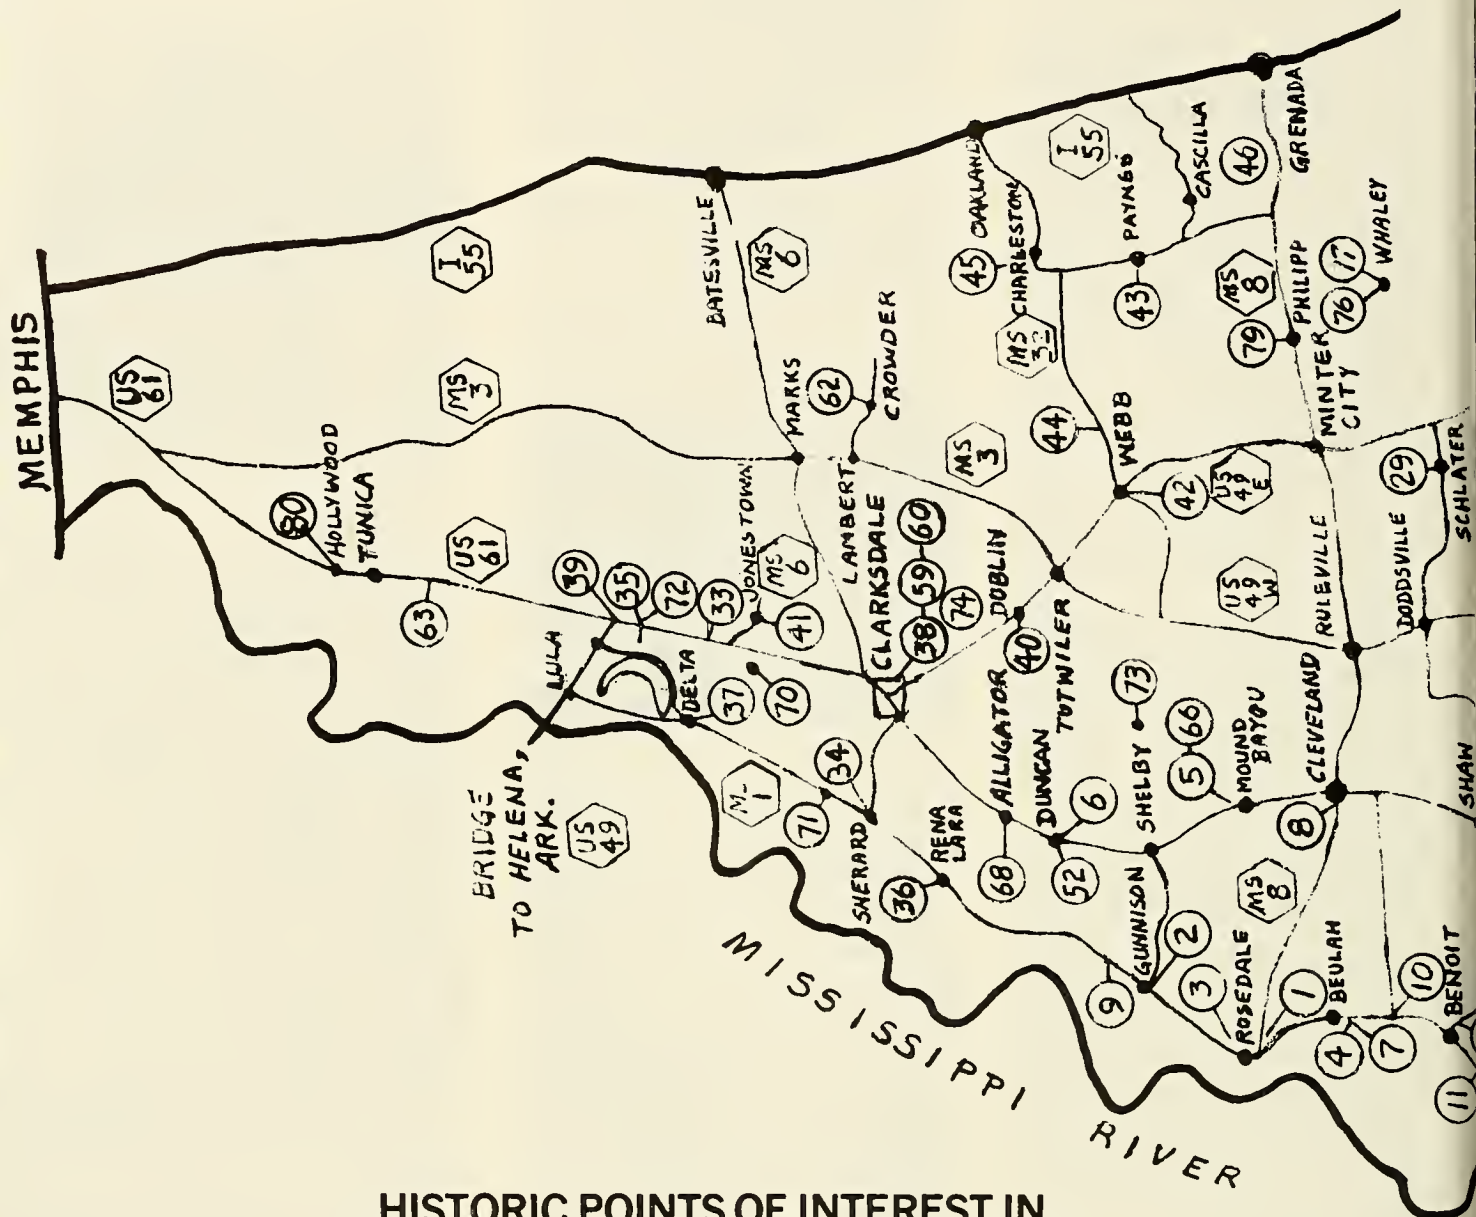 MEMPHIS
US
61
I
55
MS
3
80
HOLLYWOOD
TUNICA
63
US
61
BATESVILLE
MS
6
MARKS
62
CROWDER
LAMBERT
39
35
72
33
JONESTOWN
41
MS
6
LULA
DELTA
37
70
BRIDGE
TO HELENA,
ARK.
US
49
1
71
34
SHERARD
CLARKSDALE
38
59
60
74
DOBLIN
40
TUTWILER
MS
3
OAKLAND
45
CHARLESTON
MS
32
I
55
PAYNES
43
CASCILLA
46
GRENADA
MS
8
PHILIPP
79
76
17
WHALEY
MINTER
CITY
44
WEBB
42
US
49
E
29
SCHLATER
US
49
W
RULEVILLE
DODDSVILLE
36
RENA
LARA
ALLIGATOR
68
DUNCAN
52
6
SHELBY
73
5
66
MOUND
BAYOU
CLEVELAND
8
SHAW
GUNNISON
2
9
3
ROSEDALE
MS
8
1
BEULAH
4
7
10
BENOIT
11
MISSISSIPPI RIVER
HISTORIC POINTS OF INTEREST IN